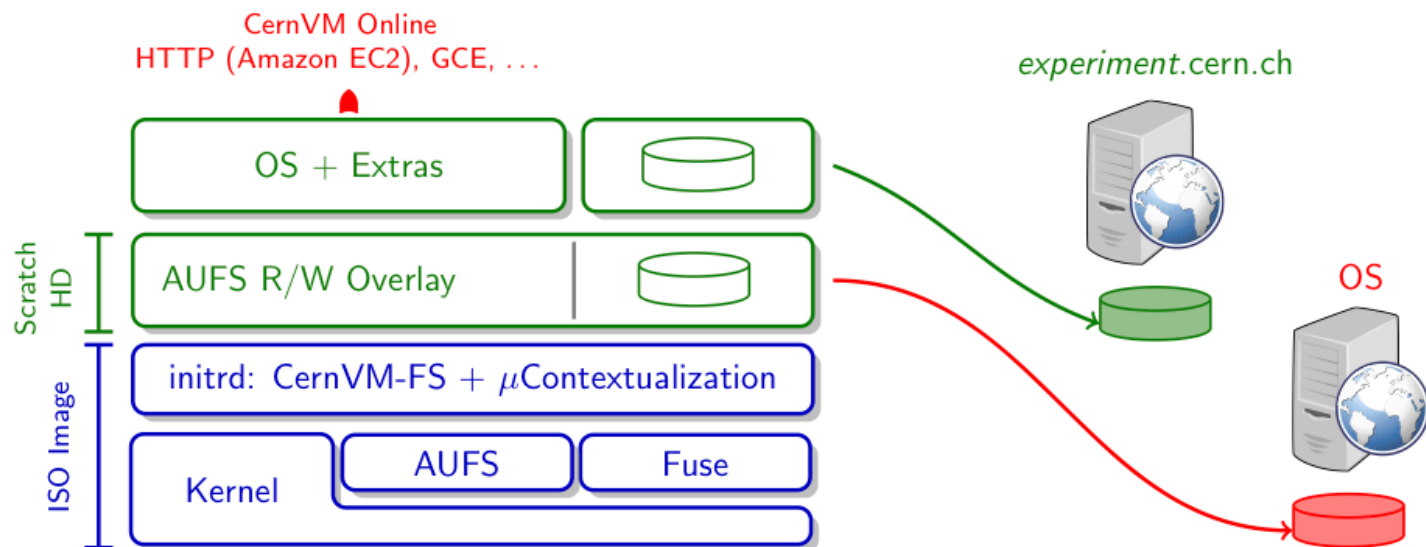 CernVM Online
HTTP (Amazon EC2), GCE, ...
experiment.cern.ch
OS + Extras
Scratch
HD
AUFS R/W Overlay
OS
ISO Image
initrd: CernVM-FS + μContextualization
AUFS
Fuse
Kernel